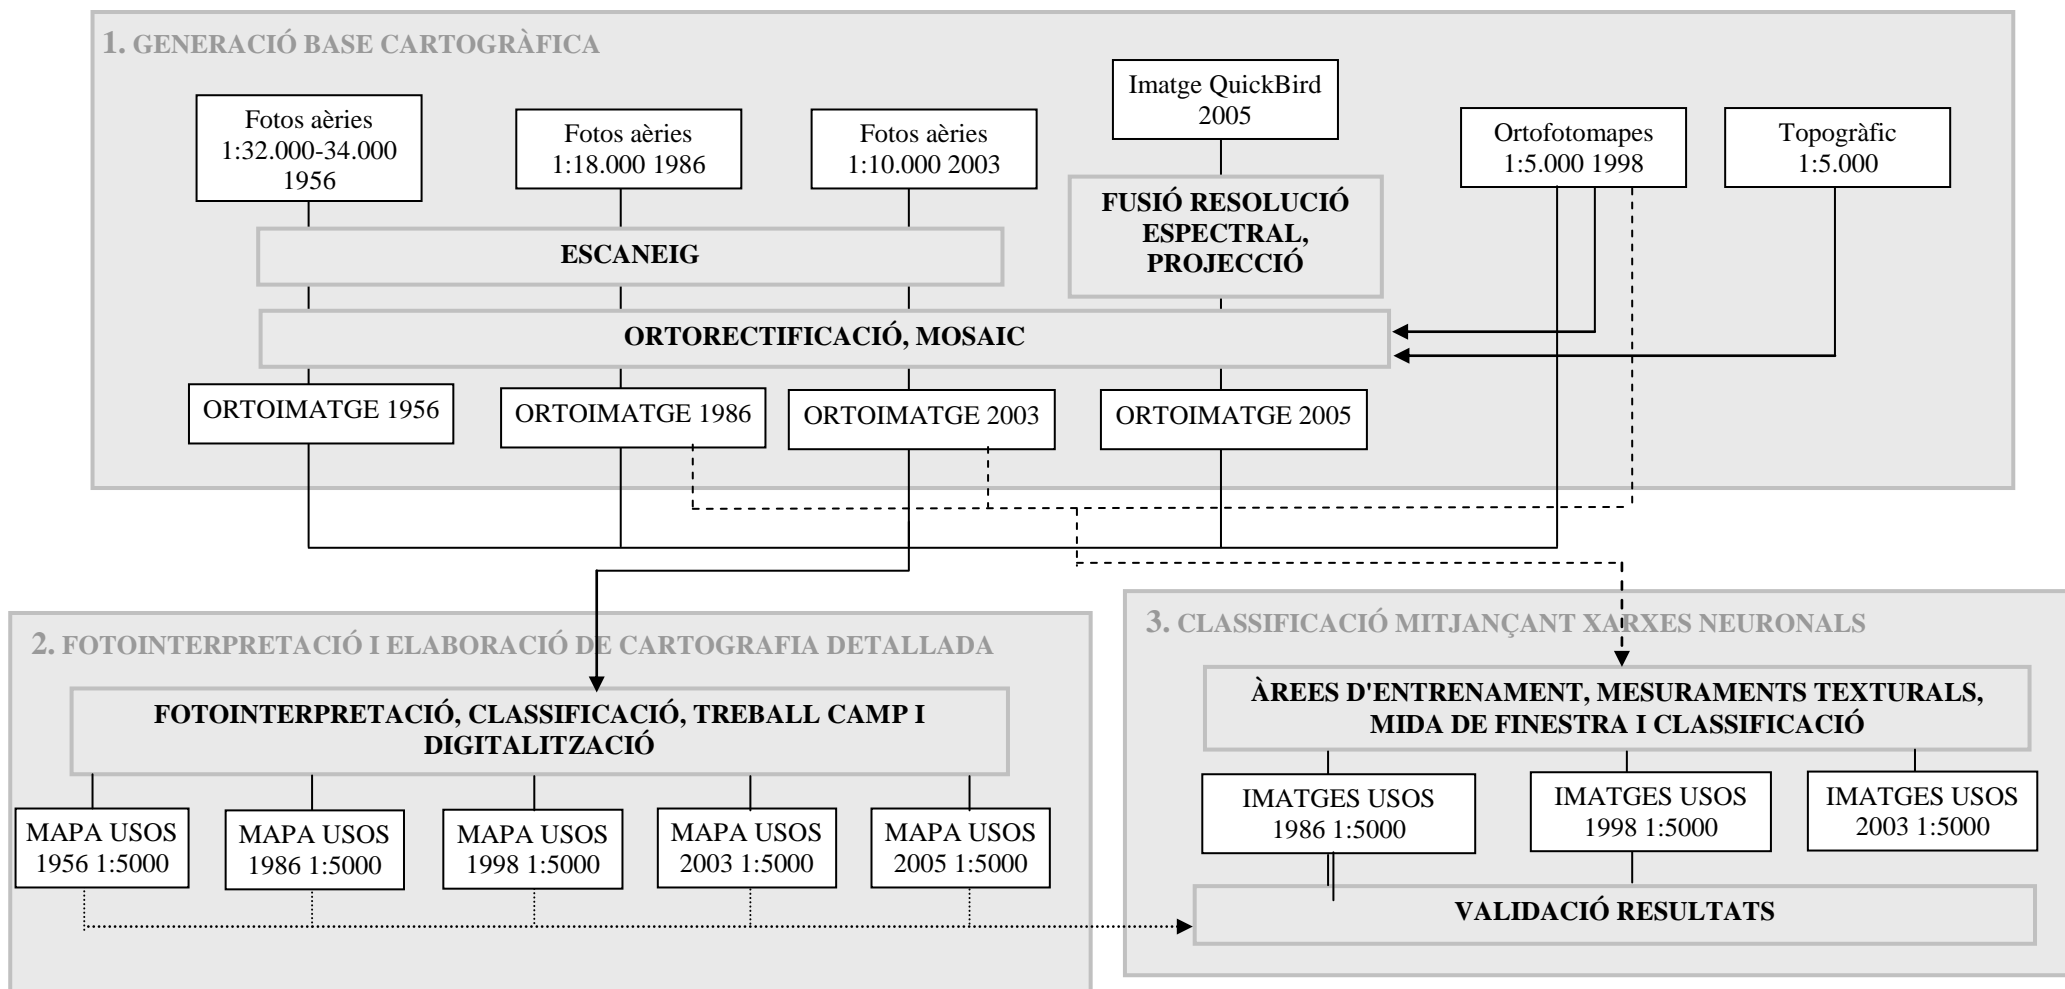 1. GENERACIÓ BASE CARTOGRÀFICA
Fotos aèries
1:32.000-34.000
1956
Fotos aèries
1:18.000 1986
Fotos aèries
1:10.000 2003
Imatge QuickBird
2005
Ortofotomapes
1:5.000 1998
Topogràfic
1:5.000
FUSIÓ RESOLUCIÓ
ESPECTRAL,
PROJECCIÓ
ESCANEIG
ORTORECTIFICACIÓ, MOSAIC
ORTOIMATGE 1956
ORTOIMATGE 1986
ORTOIMATGE 2003
ORTOIMATGE 2005
2. FOTOINTERPRETACIÓ I ELABORACIÓ DE CARTOGRAFIA DETALLADA
FOTOINTERPRETACIÓ, CLASSIFICACIÓ, TREBALL CAMP I
DIGITALITZACIÓ
MAPA USOS
1956 1:5000
MAPA USOS
1986 1:5000
MAPA USOS
1998 1:5000
MAPA USOS
2003 1:5000
MAPA USOS
2005 1:5000
3. CLASSIFICACIÓ MITJANÇANT XARXES NEURONALS
ÀREES D'ENTRENAMENT, MESURAMENTS TEXTURALS,
MIDA DE FINESTRA I CLASSIFICACIÓ
IMATGES USOS
1986 1:5000
IMATGES USOS
1998 1:5000
IMATGES USOS
2003 1:5000
VALIDACIÓ RESULTATS